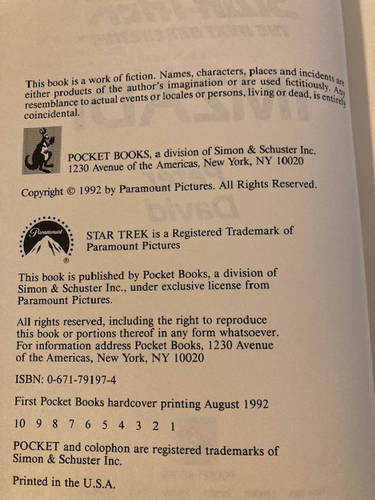 This book is a work of fiction. Names, characters, places and incidents are
either products of the author's imagination or are used fictitiously. Any
resemblance to actual events or locales or persons, living or dead, is entirely
coincidental.
POCKET BOOKS, a division of Simon & Schuster Inc.
1230 Avenue of the Americas, New York, NY 10020
Copyright © 1992 by Paramount Pictures. All Rights Reserved.
Paramount
®
STAR TREK is a Registered Trademark of
Paramount Pictures
This book is published by Pocket Books, a division of
Simon & Schuster Inc., under exclusive license from
Paramount Pictures.
All rights reserved, including the right to reproduce
this book or portions thereof in any form whatsoever.
For information address Pocket Books, 1230 Avenue
of the Americas, New York, NY 10020
ISBN: 0-671-79197-4
First Pocket Books hardcover printing August 1992
10 9 8 7 6 5 4 3 2 1
POCKET and colophon are registered trademarks of
Simon & Schuster Inc.
Printed in the U.S.A.